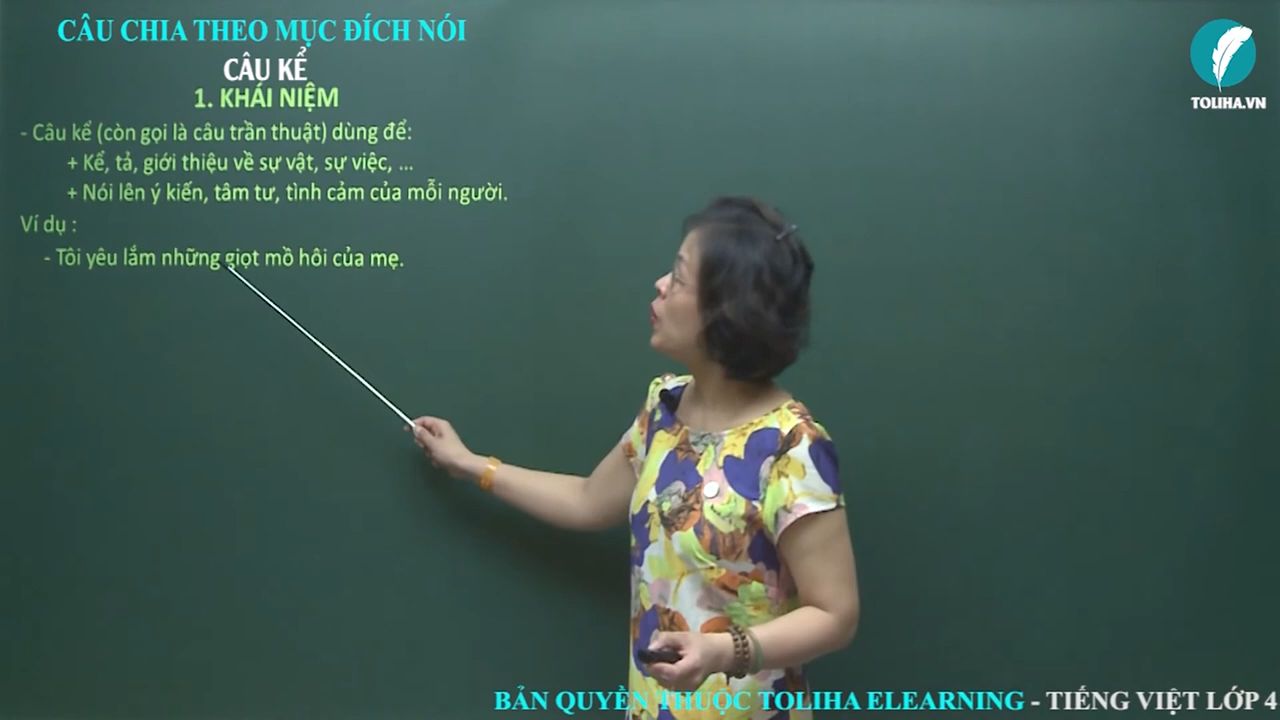 CÂU CHIA THEO MỤC ĐÍCH NÓI
CÂU KỂ
1. KHÁI NIỆM
- Câu kể (còn gọi là câu trần thuật) dùng để:
+ Kể, tả, giới thiệu về sự vật, sự việc, ...
+ Nói lên ý kiến, tâm tư, tình cảm của mỗi người.
Ví dụ :
- Tôi yêu lắm những giọt mồ hôi của mẹ.
TOLIHA.VN
BẢN QUYỀN THUỘC TOLIHA ELEARNING - TIẾNG VIỆT LỚP 4